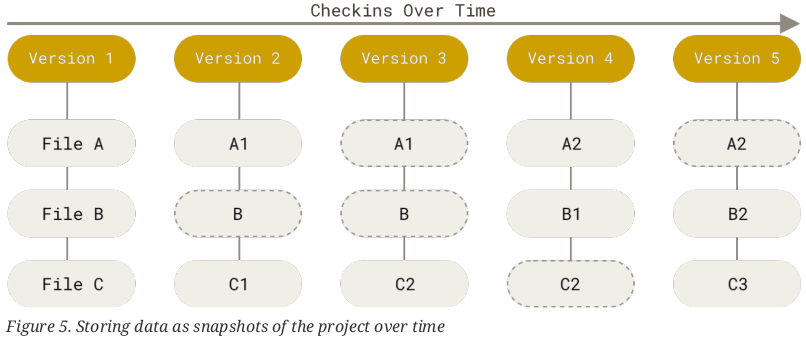 Checkins Over Time
Version 1 Version 2 Version 3 Version 4 Version 5
File A A1 A1 A2 A2
File B B B B1 B2
File C C1 C2 C2 C3
Figure 5. Storing data as snapshots of the project over time